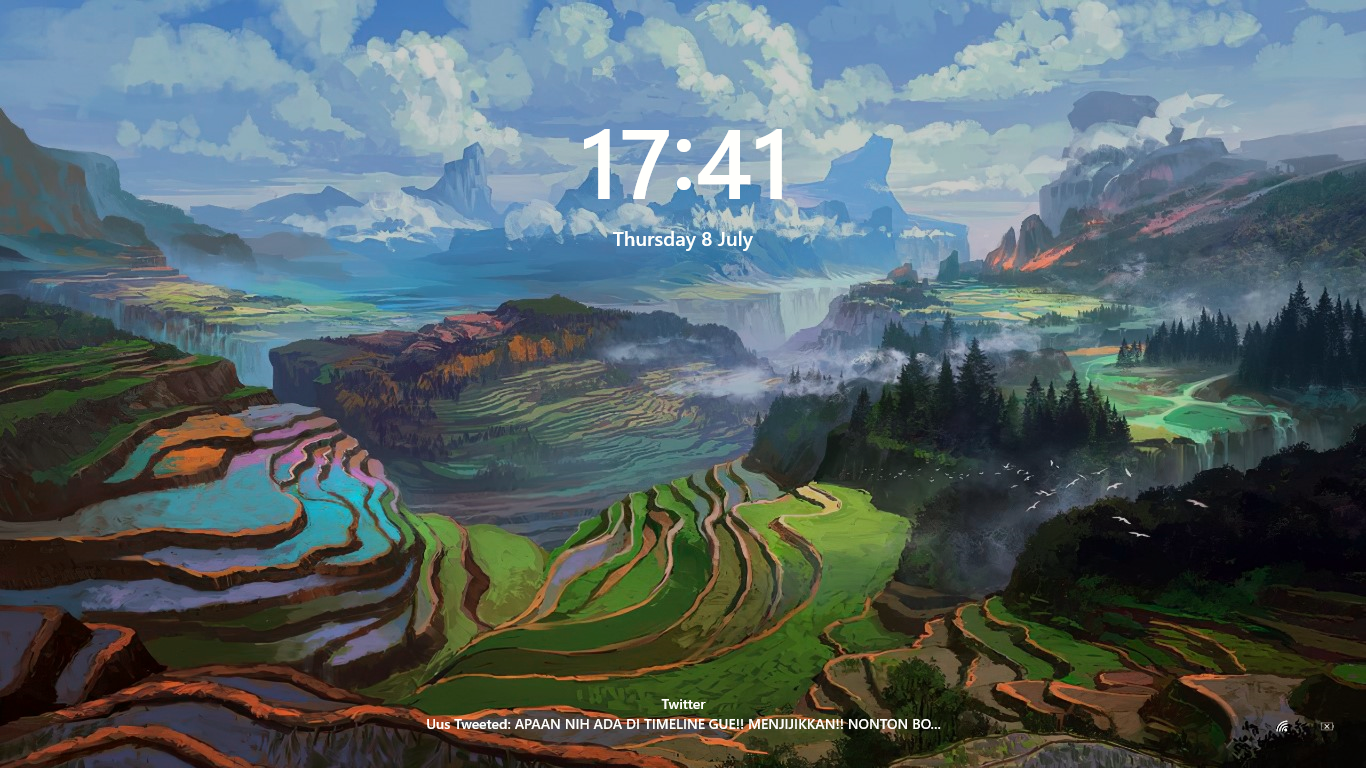 17:41
Thursday 8 July
Twitter
Uus Tweeted: APAAN NIH ADA DI TIMELINE GUE!! MENJIJIKKAN!! NONTON BO...